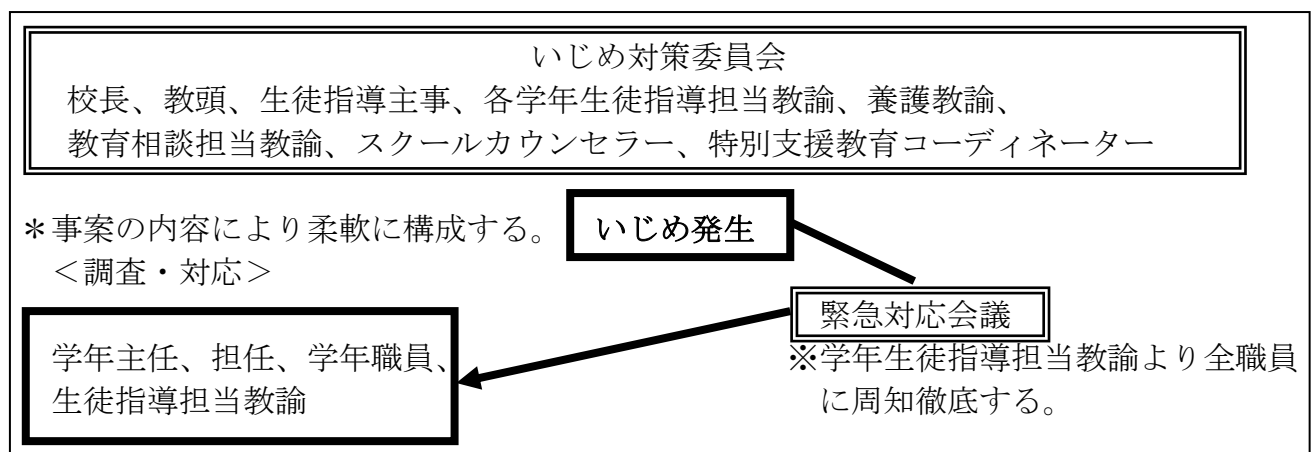 いじめ対策委員会
校長、教頭、生徒指導主事、各学年生徒指導担当教諭、養護教諭、
教育相談担当教諭、スクールカウンセラー、特別支援教育コーディネーター
＊事案の内容により柔軟に構成する。
いじめ発生
＜調査・対応＞
緊急対応会議
※学年生徒指導担当教諭より全職員
に周知徹底する。
学年主任、担任、学年職員、
生徒指導担当教諭